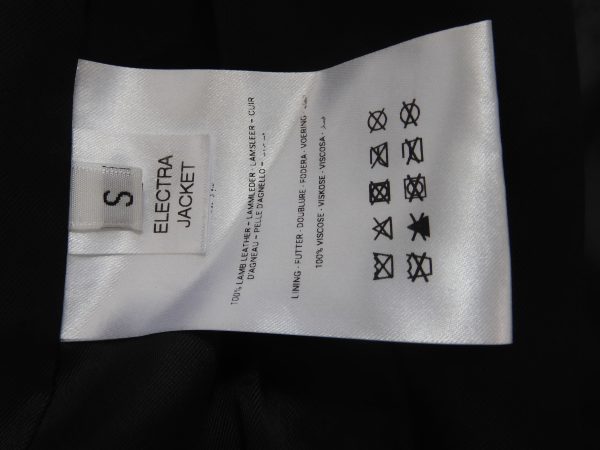 S
ELECTRA
JACKET
100% LAMB LEATHER - LAMMLEDER - LAMSLEER - CUIR
D'AGNEAU - PELLE D'AGNELLO -
LINING - FUTTER - DOUBLURE - FODERA - VOERING -
100% VISCOSE - VISKOSE - VISCOSA -